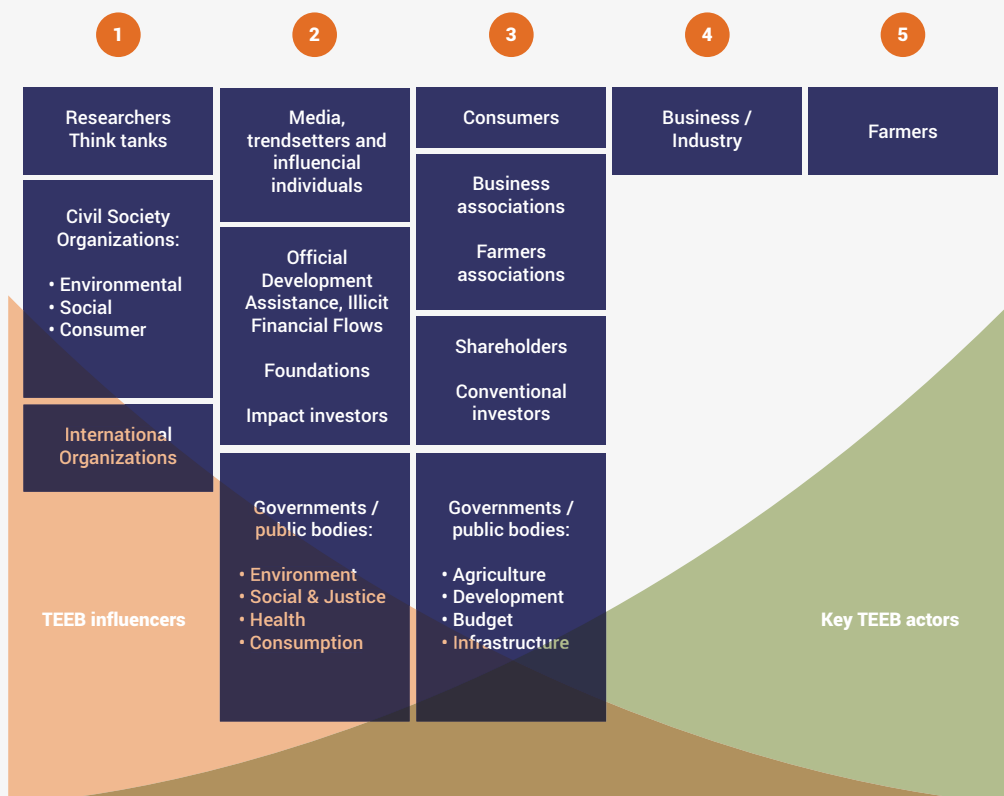 1
2
3
4
5
Researchers
Think tanks
Civil Society
Organizations:
• Environmental
• Social
• Consumer
International
Organizations
Media,
trendsetters and
influencial
individuals
Official
Development
Assistance, Illicit
Financial Flows
Foundations
Impact investors
Governments /
public bodies:
• Environment
• Social & Justice
• Health
• Consumption
Consumers
Business
associations
Farmers
associations
Shareholders
Conventional
investors
Governments /
public bodies:
• Agriculture
• Development
• Budget
• Infrastructure
Business /
Industry
Farmers
TEEB influencers
Key TEEB actors